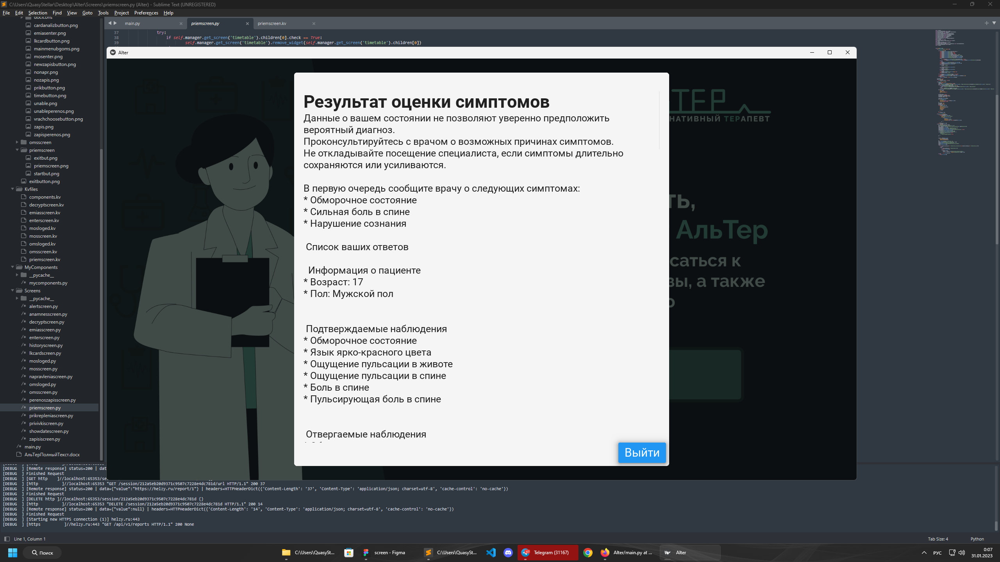 C:\Users\QuasyStellar\Desktop\Alter\Screens\priemscreen.py (Alter) - Sublime Text (UNREGISTERED)
File Edit Selection Find View Goto Tools Project Preferences Help
docicons
cardanalizbutton.png
emiasenter.png
lkcardbutton.png
mainmenubgoms.png
mosenter.png
newzapisbutton.png
nonapr.png
nozapis.png
prikbutton.png
timebutton.png
unable.png
unableperenos.png
vrachchoosebutton.png
zapis.png
zapisperenos.png
omsscreen
priemscreen
exitbut.png
priemscreen.png
startbut.png
exitbutton.png
Kvfiles
components.kv
decryptscreen.kv
emiasscreen.kv
enterscreen.kv
mosloged.kv
mosscreen.kv
omsloged.kv
omsscreen.kv
priemscreen.kv
MyComponents
__pycache__
/* mycomponents.py
Screens
__pycache__
/* alertscreen.py
/* anamnesscreen.py
/* decryptscreen.py
/* emiasscreen.py
/* enterscreen.py
/* historyscreen.py
/* lkcardscreen.py
/* mosloged.py
/* mosscreen.py
/* napravleniascreen.py
/* omsloged.py
/* omsscreen.py
/* perenoszapisscreen.py
/* priemscreen.py
/* prikrepleniascreen.py
/* privivkiscreen.py
/* showdatescreen.py
/* zapisiscreen.py
/* main.py
АльТерПолныйТекст.docx
main.py priemscreen.py priemscreen.kv
37 try:
38 if self.manager.get_screen('timetable').children[0].check == True:
39 self.manager.get_screen('timetable').remove_widget(self.manager.get_screen('timetable').children[0])
Alter
Результат оценки симптомов
Данные о вашем состоянии не позволяют уверенно предположить
вероятный диагноз.
Проконсультируйтесь с врачом о возможных причинах симптомов.
Не откладывайте посещение специалиста, если симптомы длительно
сохраняются или усиливаются.
В первую очередь сообщите врачу о следующих симптомах:
* Обморочное состояние
* Сильная боль в спине
* Нарушение сознания
Список ваших ответов
Информация о пациенте
* Возраст: 17
* Пол: Мужской пол
Подтверждаемые наблюдения
* Обморочное состояние
* Язык ярко-красного цвета
* Ощущение пульсации в животе
* Ощущение пульсации в спине
* Боль в спине
* Пульсирующая боль в спине
Отвергаемые наблюдения
Выйти
ТЕР
НАТИВНЫЙ ТЕРАПЕВТ
ть,
АльТер
саться к
зы, а также
р
[DEBUG ] [Remote response] status=200 | dat
[DEBUG ] Finished Request
[DEBUG ] [GET http ]//localhost:65353/se
[DEBUG ] [http ]//localhost:65353 "GET /session/212a5eb20d9371c9507c7228e4dc781d/url HTTP/1.1" 200 37
[DEBUG ] [Remote response] status=200 | data={"value":"https://helzy.ru/report/1"} | headers=HTTPHeaderDict({'Content-Length': '37', 'Content-Type': 'application/json; charset=utf-8', 'cache-control': 'no-cache'})
[DEBUG ] Finished Request
[DEBUG ] [DELETE http ]//localhost:65353/session/212a5eb20d9371c9507c7228e4dc781d {}
[DEBUG ] [http ]//localhost:65353 "DELETE /session/212a5eb20d9371c9507c7228e4dc781d HTTP/1.1" 200 14
[DEBUG ] [Remote response] status=200 | data={"value":null} | headers=HTTPHeaderDict({'Content-Length': '14', 'Content-Type': 'application/json; charset=utf-8', 'cache-control': 'no-cache'})
[DEBUG ] Finished Request
[DEBUG ] [Starting new HTTPS connection (1)] helzy.ru:443
[DEBUG ] [https ]//helzy.ru:443 "GET /api/v1/reports HTTP/1.1" 200 None
Line 1, Column 1 Tab Size: 4 Python
Поиск C:\Users\QuasySt... screen - Figma C:\Users\QuasySt... 67 Telegram (31167) Alter/main.py at ... Alter РУС 0:07
31.01.2023